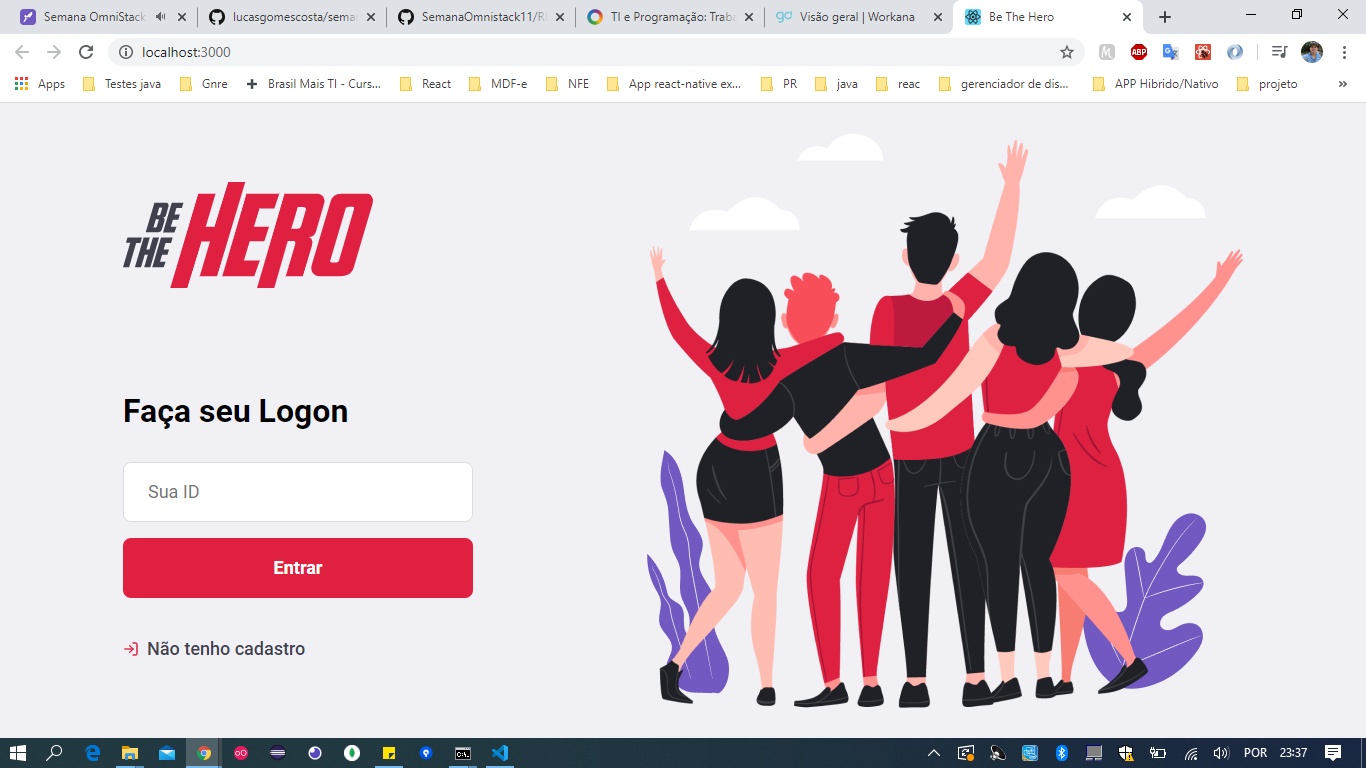 Semana OmniStack
lucasgomescosta/sema
SemanaOmnistack11/R
TI e Programação: Trab
Visão geral | Workana
Be The Hero
localhost:3000
Apps
Testes java
Gnre
Brasil Mais TI - Curs...
React
MDF-e
NFE
App react-native ex...
PR
java
reac
gerenciador de dis...
APP Hibrido/Nativo
projeto
»
BE
THE
HERO
Faça seu Logon
Sua ID
Entrar
Não tenho cadastro
POR
23:37